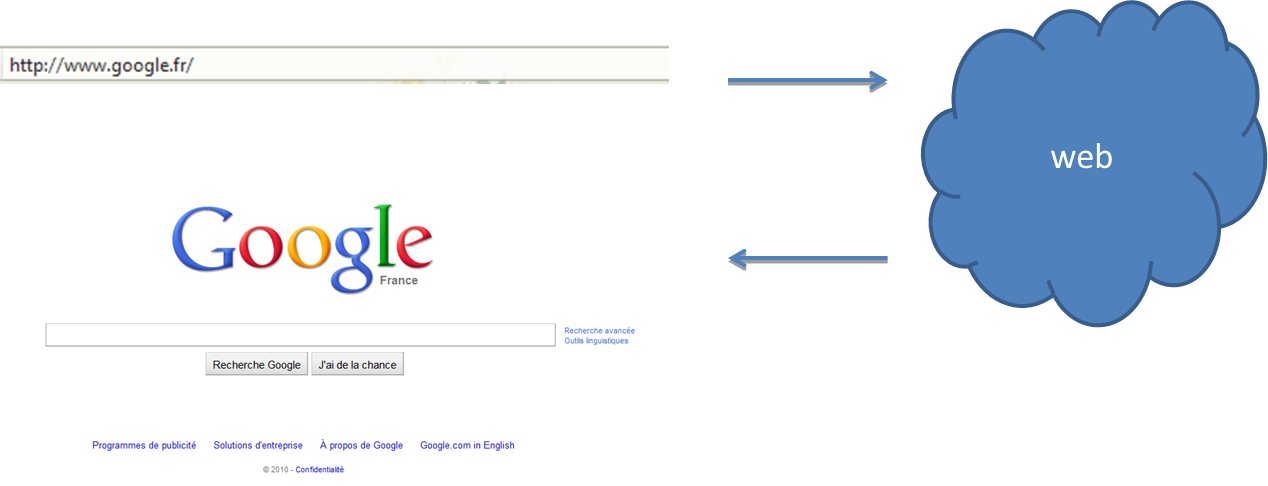 http://www.google.fr/
web
Google
France
Recherche avancée
Outils linguistiques
Recherche Google J'ai de la chance
Programmes de publicité Solutions d'entreprise À propos de Google Google.com in English
© 2010 - Confidentialité